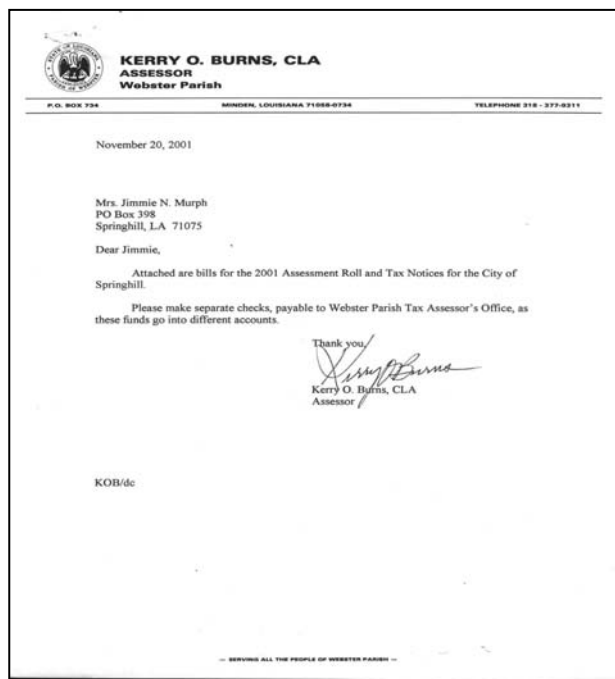 KERRY O. BURNS, CLA
ASSESSOR
Webster Parish
P.O. BOX 734 MINDEN, LOUISIANA 71058-0734 TELEPHONE 318 - 377-9311
November 20, 2001
Mrs. Jimmie N. Murph
PO Box 398
Springhill, LA 71075
Dear Jimmie,
Attached are bills for the 2001 Assessment Roll and Tax Notices for the City of
Springhill.
Please make separate checks, payable to Webster Parish Tax Assessor's Office, as
these funds go into different accounts.
Thank you,
Kerry O Burns
Kerry O. Burns, CLA
Assessor
KOB/dc
— SERVING ALL THE PEOPLE OF WEBSTER PARISH —